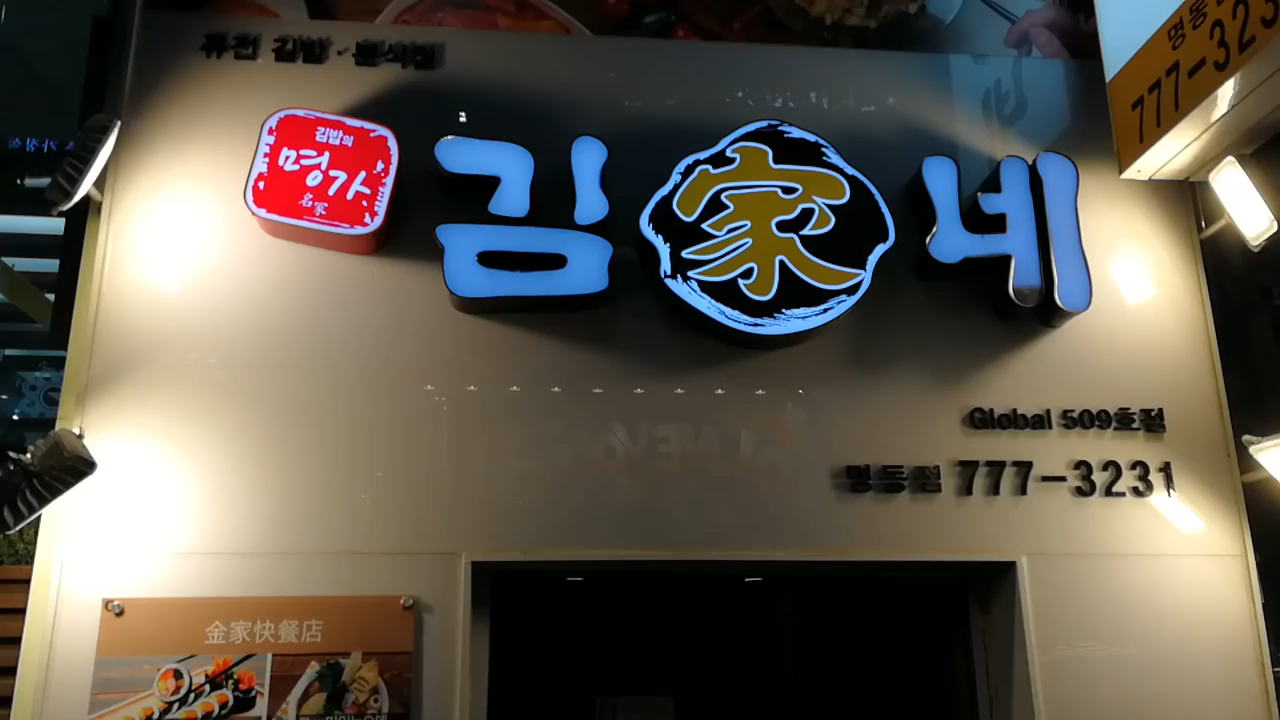 퓨전 김밥·분식점
김밥의
명가
名家
김家네
명동
777-323
Global 509호점
명동점 777-3231
金家快餐店